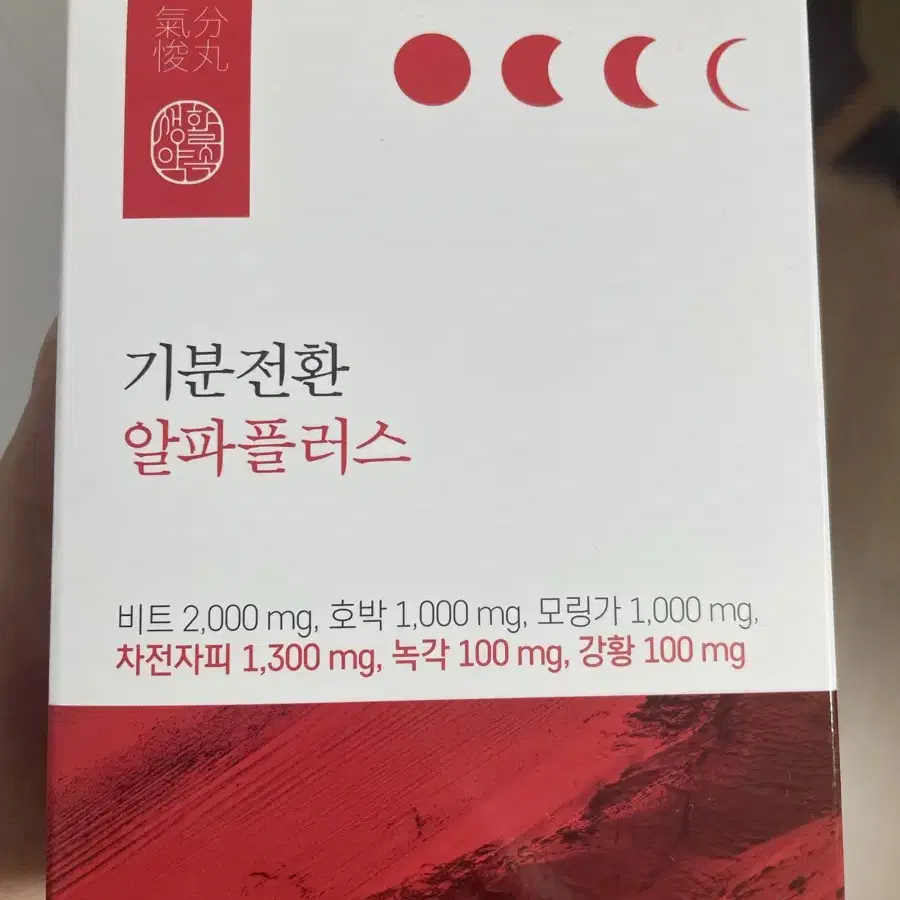 氣分
悛丸
생활
약속
기분전환
알파플러스
비트 2,000 mg, 호박 1,000 mg, 모링가 1,000 mg,
차전자피 1,300 mg, 녹각 100 mg, 강황 100 mg